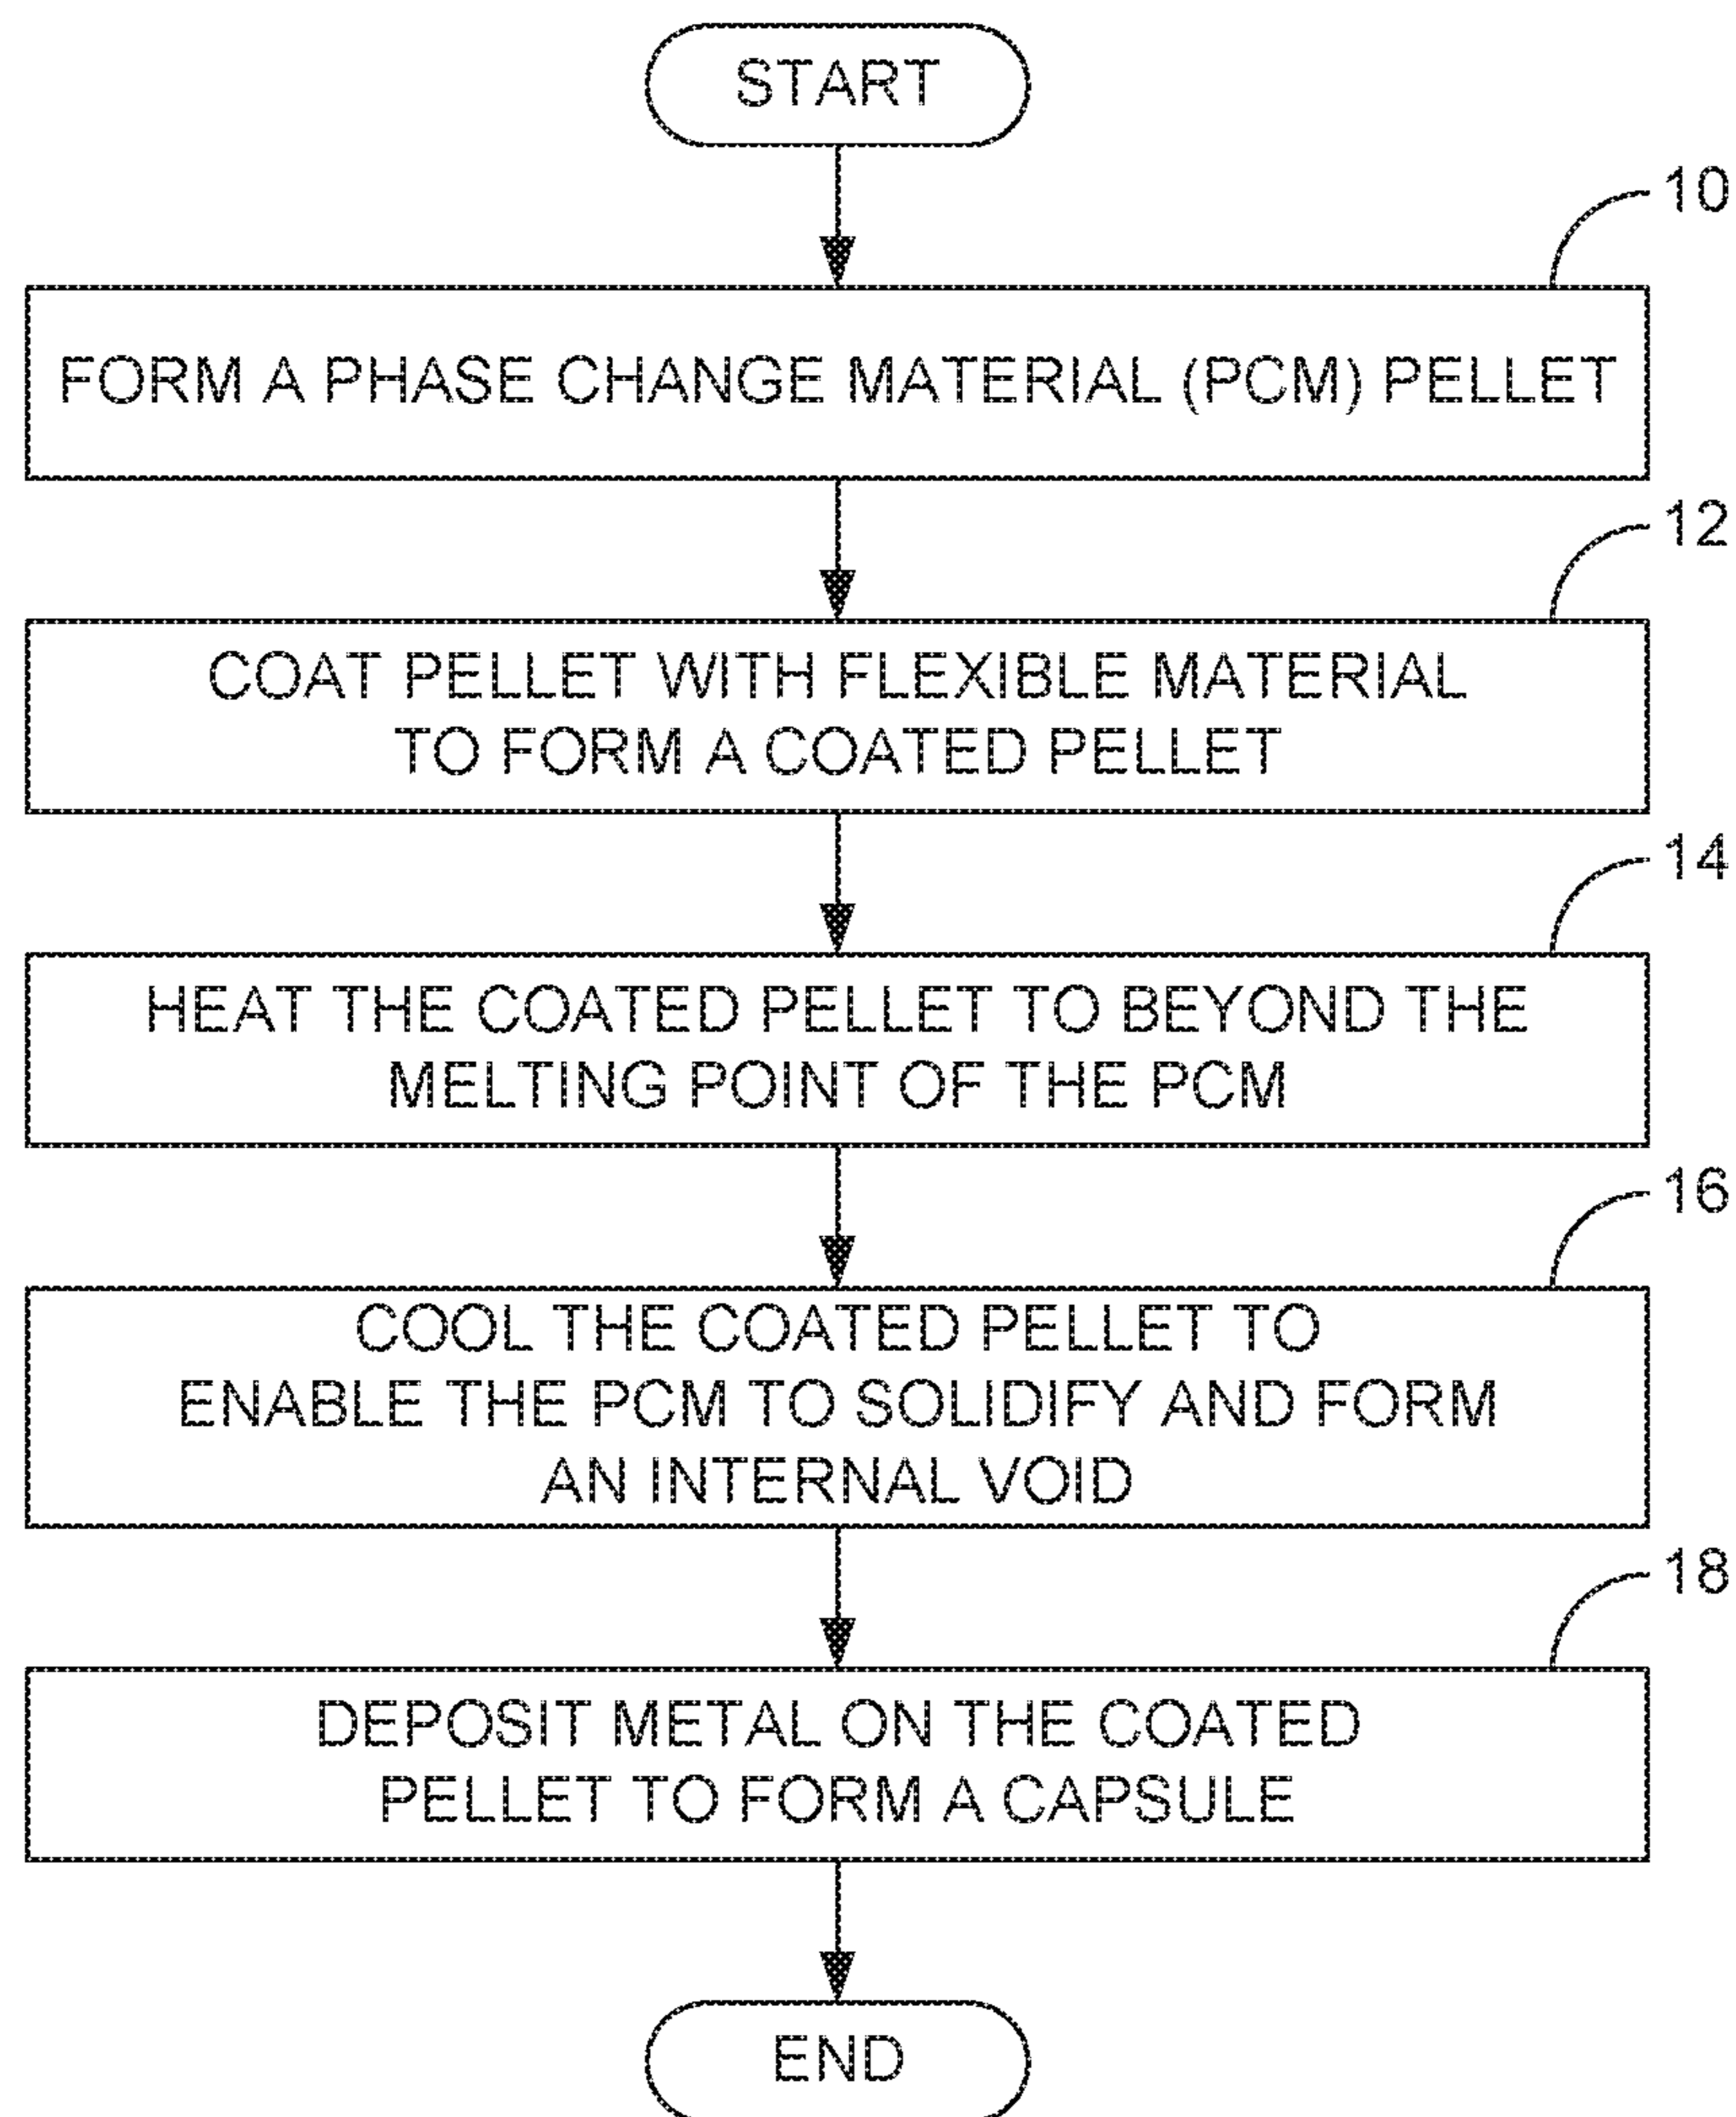 START
10
FORM A PHASE CHANGE MATERIAL (PCM) PELLET
12
COAT PELLET WITH FLEXIBLE MATERIAL
TO FORM A COATED PELLET
14
HEAT THE COATED PELLET TO BEYOND THE
MELTING POINT OF THE PCM
16
COOL THE COATED PELLET TO
ENABLE THE PCM TO SOLIDIFY AND FORM
AN INTERNAL VOID
18
DEPOSIT METAL ON THE COATED
PELLET TO FORM A CAPSULE
END